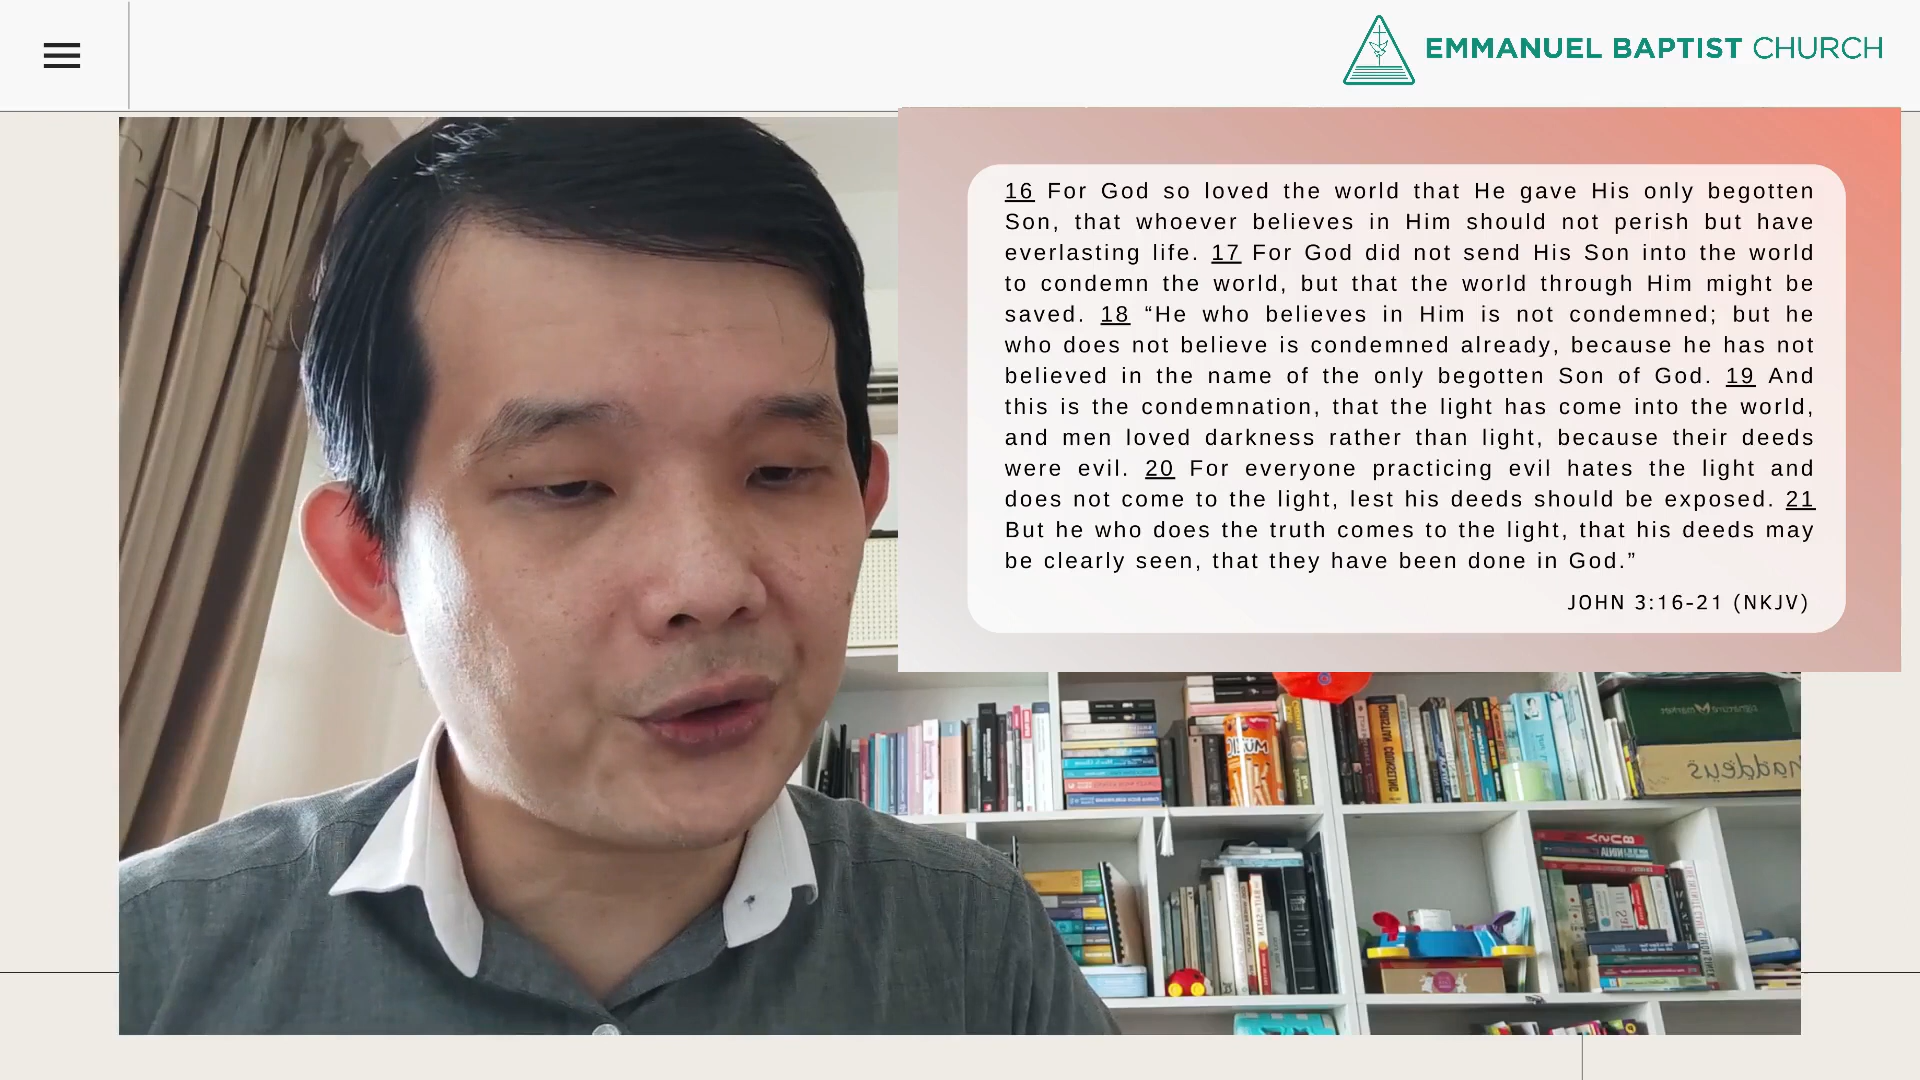 EMMANUEL BAPTIST CHURCH
16 For God so loved the world that He gave His only begotten
Son, that whoever believes in Him should not perish but have
everlasting life. 17 For God did not send His Son into the world
to condemn the world, but that the world through Him might be
saved. 18 “He who believes in Him is not condemned; but he
who does not believe is condemned already, because he has not
believed in the name of the only begotten Son of God. 19 And
this is the condemnation, that the light has come into the world,
and men loved darkness rather than light, because their deeds
were evil. 20 For everyone practicing evil hates the light and
does not come to the light, lest his deeds should be exposed. 21
But he who does the truth comes to the light, that his deeds may
be clearly seen, that they have been done in God.”
JOHN 3:16-21 (NKJV)
MUSIC
CHRISTIAN COUNSELING